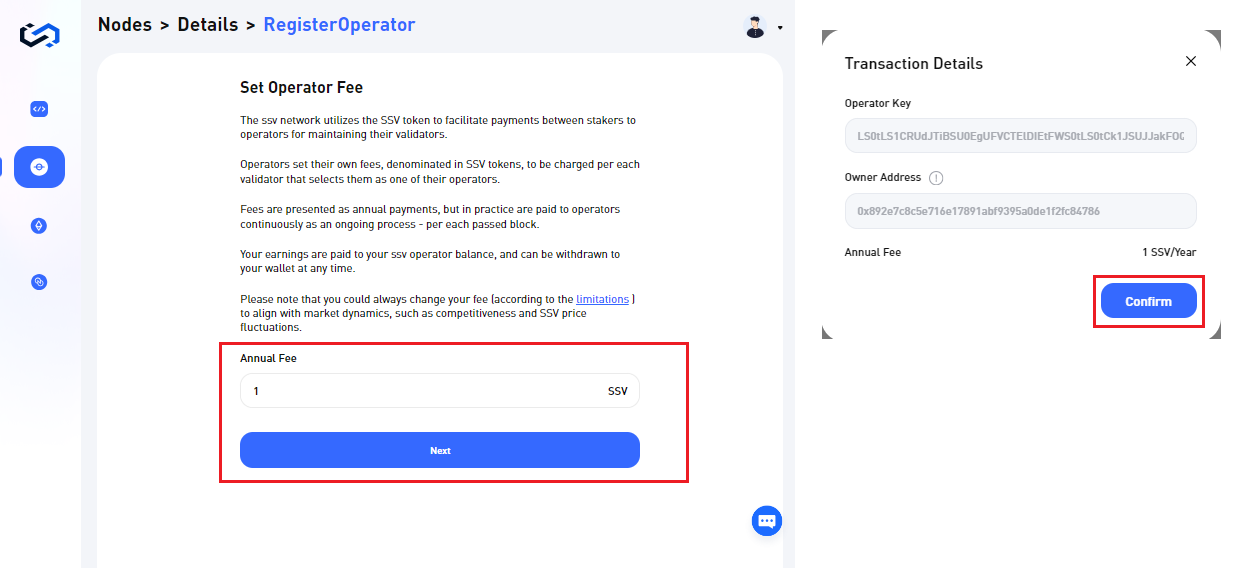 Nodes > Details > RegisterOperator
Set Operator Fee
The ssv network utilizes the SSV token to facilitate payments between stakers to
operators for maintaining their validators.
Operators set their own fees, denominated in SSV tokens, to be charged per each
validator that selects them as one of their operators.
Fees are presented as annual payments, but in practice are paid to operators
continuously as an ongoing process - per each passed block.
Your earnings are paid to your ssv operator balance, and can be withdrawn to
your wallet at any time.
Please note that you could always change your fee (according to the limitations )
to align with market dynamics, such as competitiveness and SSV price
fluctuations.
Annual Fee
1 SSV
Next
Transaction Details
Operator Key
Owner Address
0x892e7c8c5e716e17891abf9395a0de1f2fc84786
Annual Fee 1 SSV/Year
Confirm